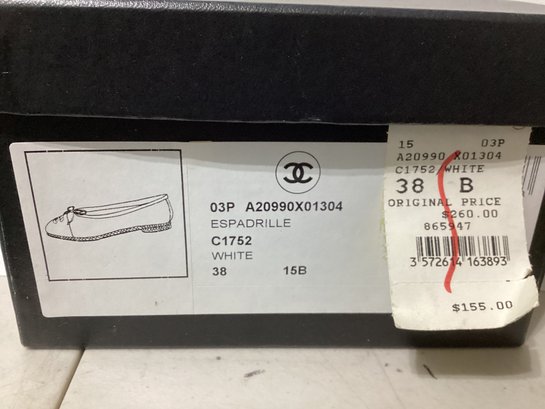 03P A20990X01304
ESPADRILLE
C1752
WHITE
38 15B
15 03P
A20990 X01304
C1752/WHITE
38 B
ORIGINAL PRICE
$260.00
865947
3 572614 163893
$155.00